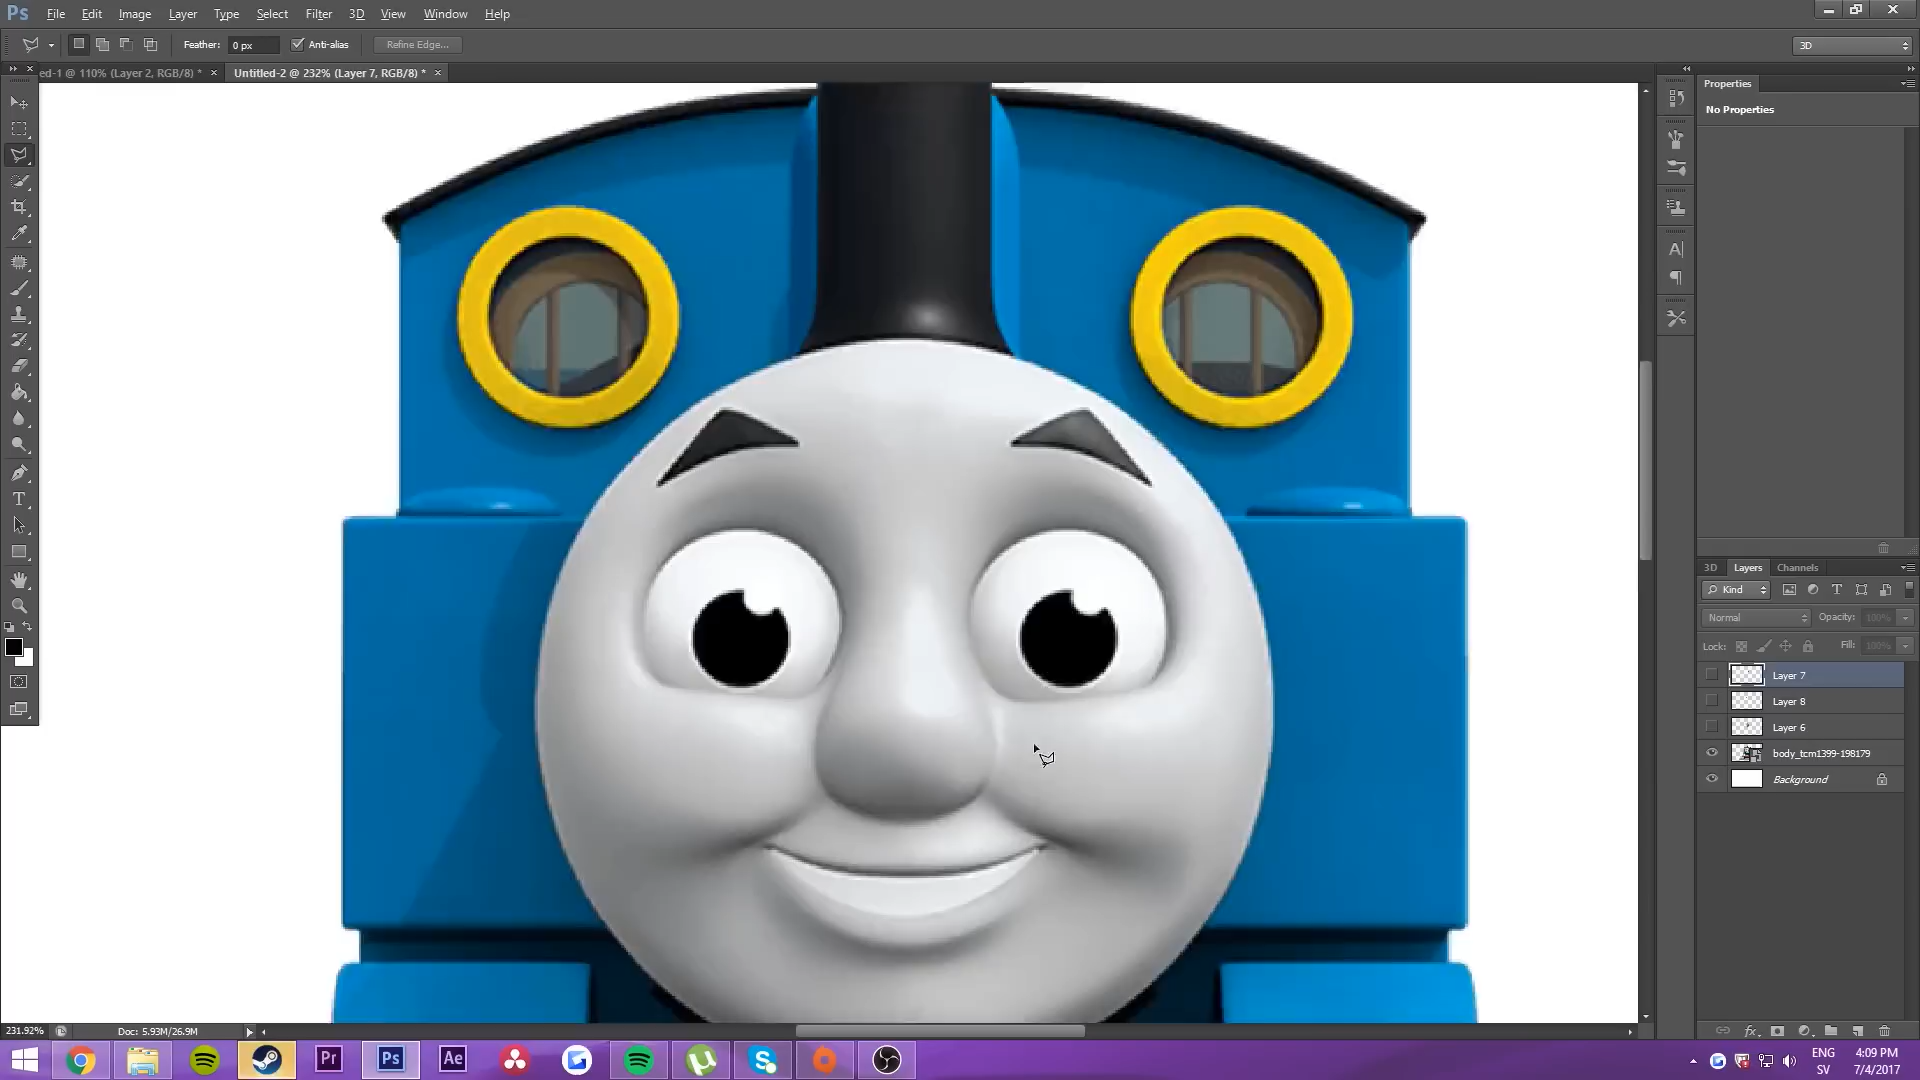 Ps File Edit Image Layer Type Select Filter 3D View Window Help
Feather: 0 px Anti-alias Refine Edge... 3D
ed-1 @ 110% (Layer 2, RGB/8) * × Untitled-2 @ 232% (Layer 7, RGB/8) * ×
Properties
No Properties
3D Layers Channels
Kind
Normal Opacity: 100%
Lock: Fill: 100%
Layer 7
Layer 8
Layer 6
body_tcm1399-198179
Background
231.92% Doc: 5.93M/26.9M
Pr Ps Ae
ENG 4:09 PM
SV 7/4/2017